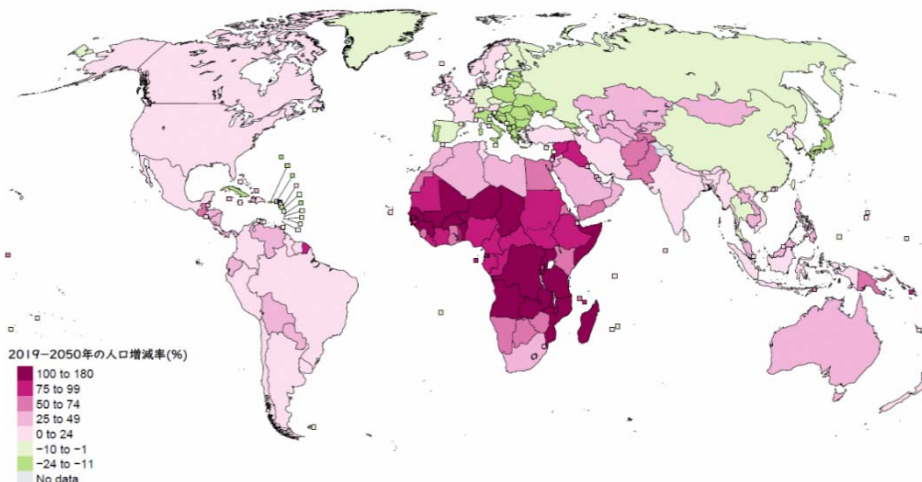 2019-2050年の人口増減率(%)
100 to 180
75 to 99
50 to 74
25 to 49
0 to 24
−10 to −1
−24 to −11
No data